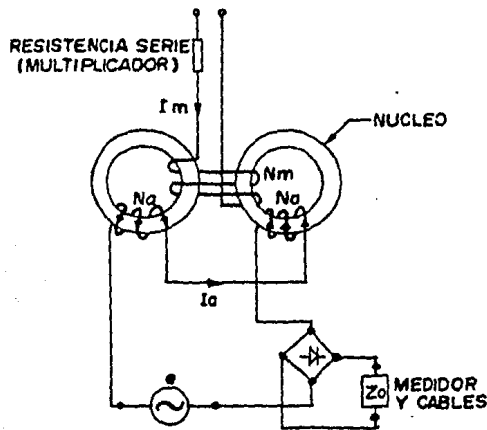 RESISTENCIA SERIE
(MULTIPLICADOR)
Im
NUCLEO
Nm
Na
Na
Ia
e
Zo
MEDIDOR
Y CABLES